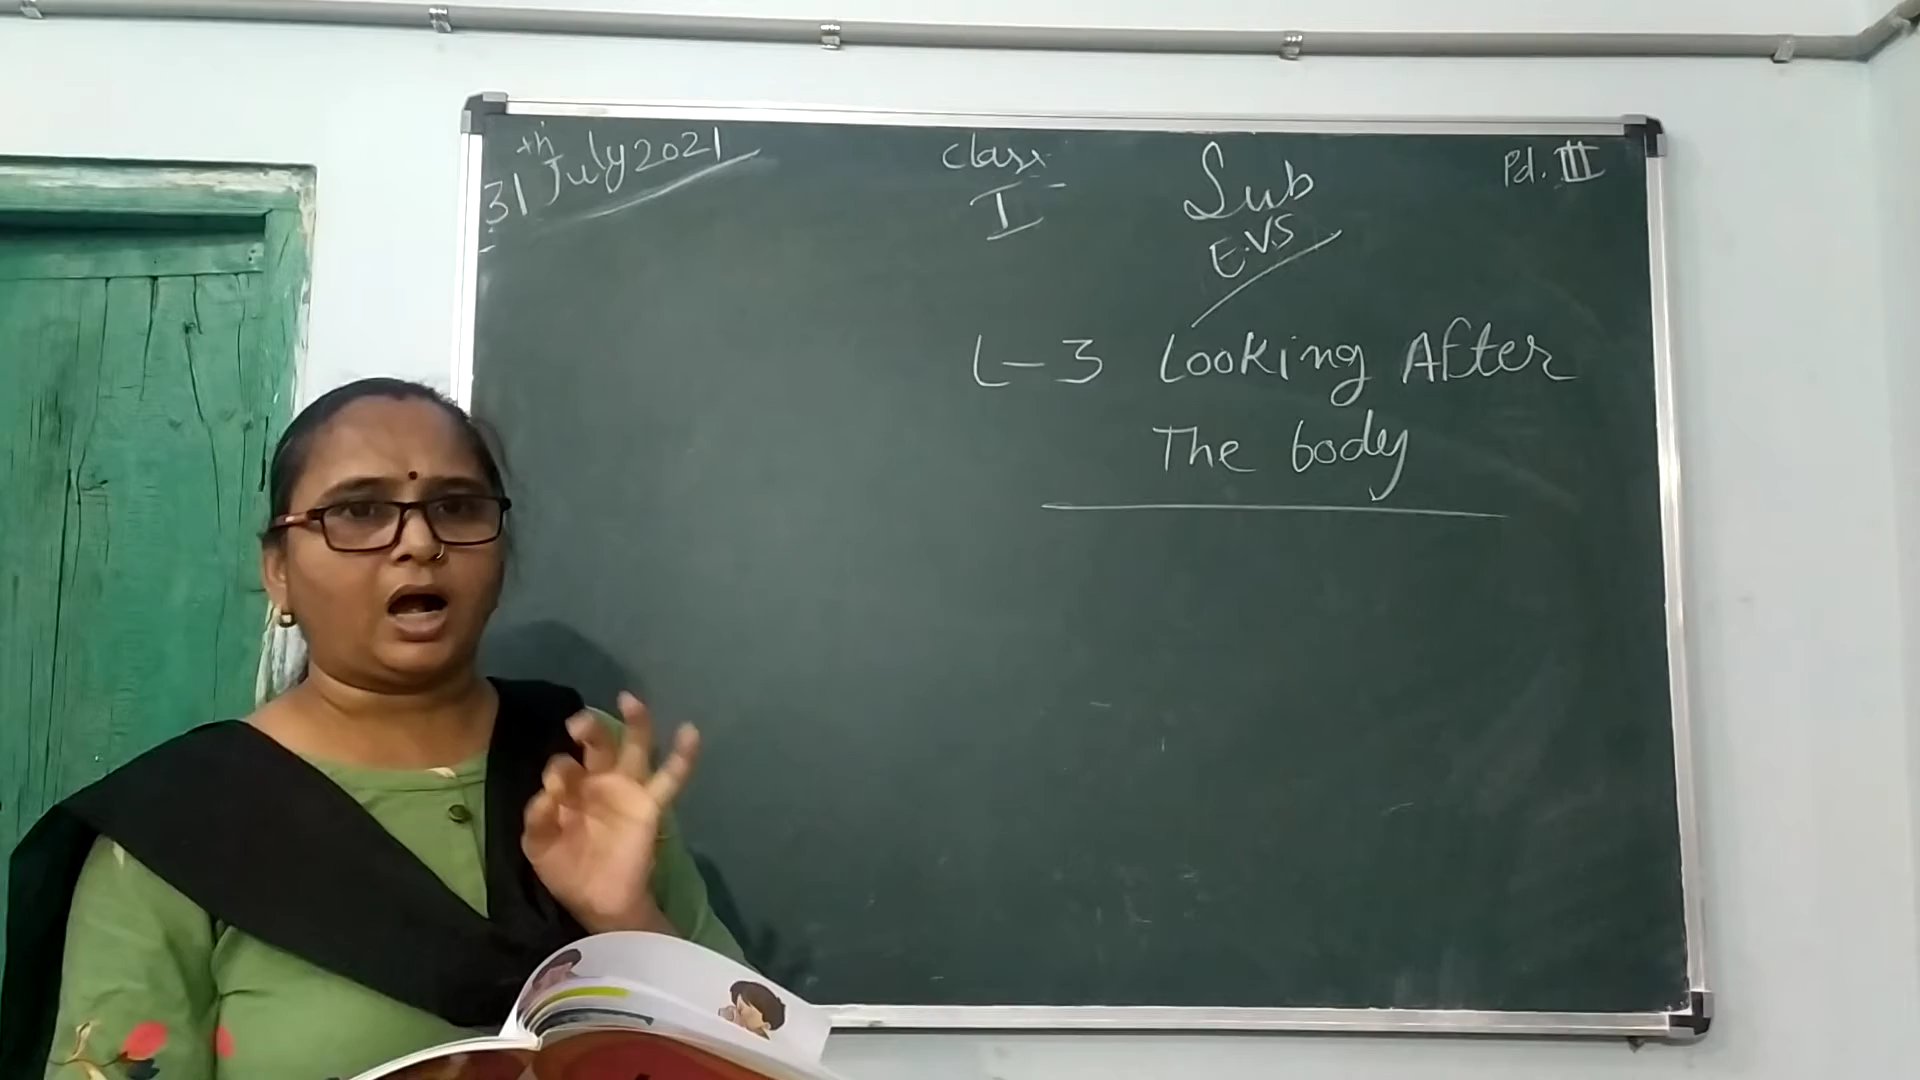 31th July 2021
Class
I
Sub
E.V.S
Pd. III
L-3 Looking After
The body